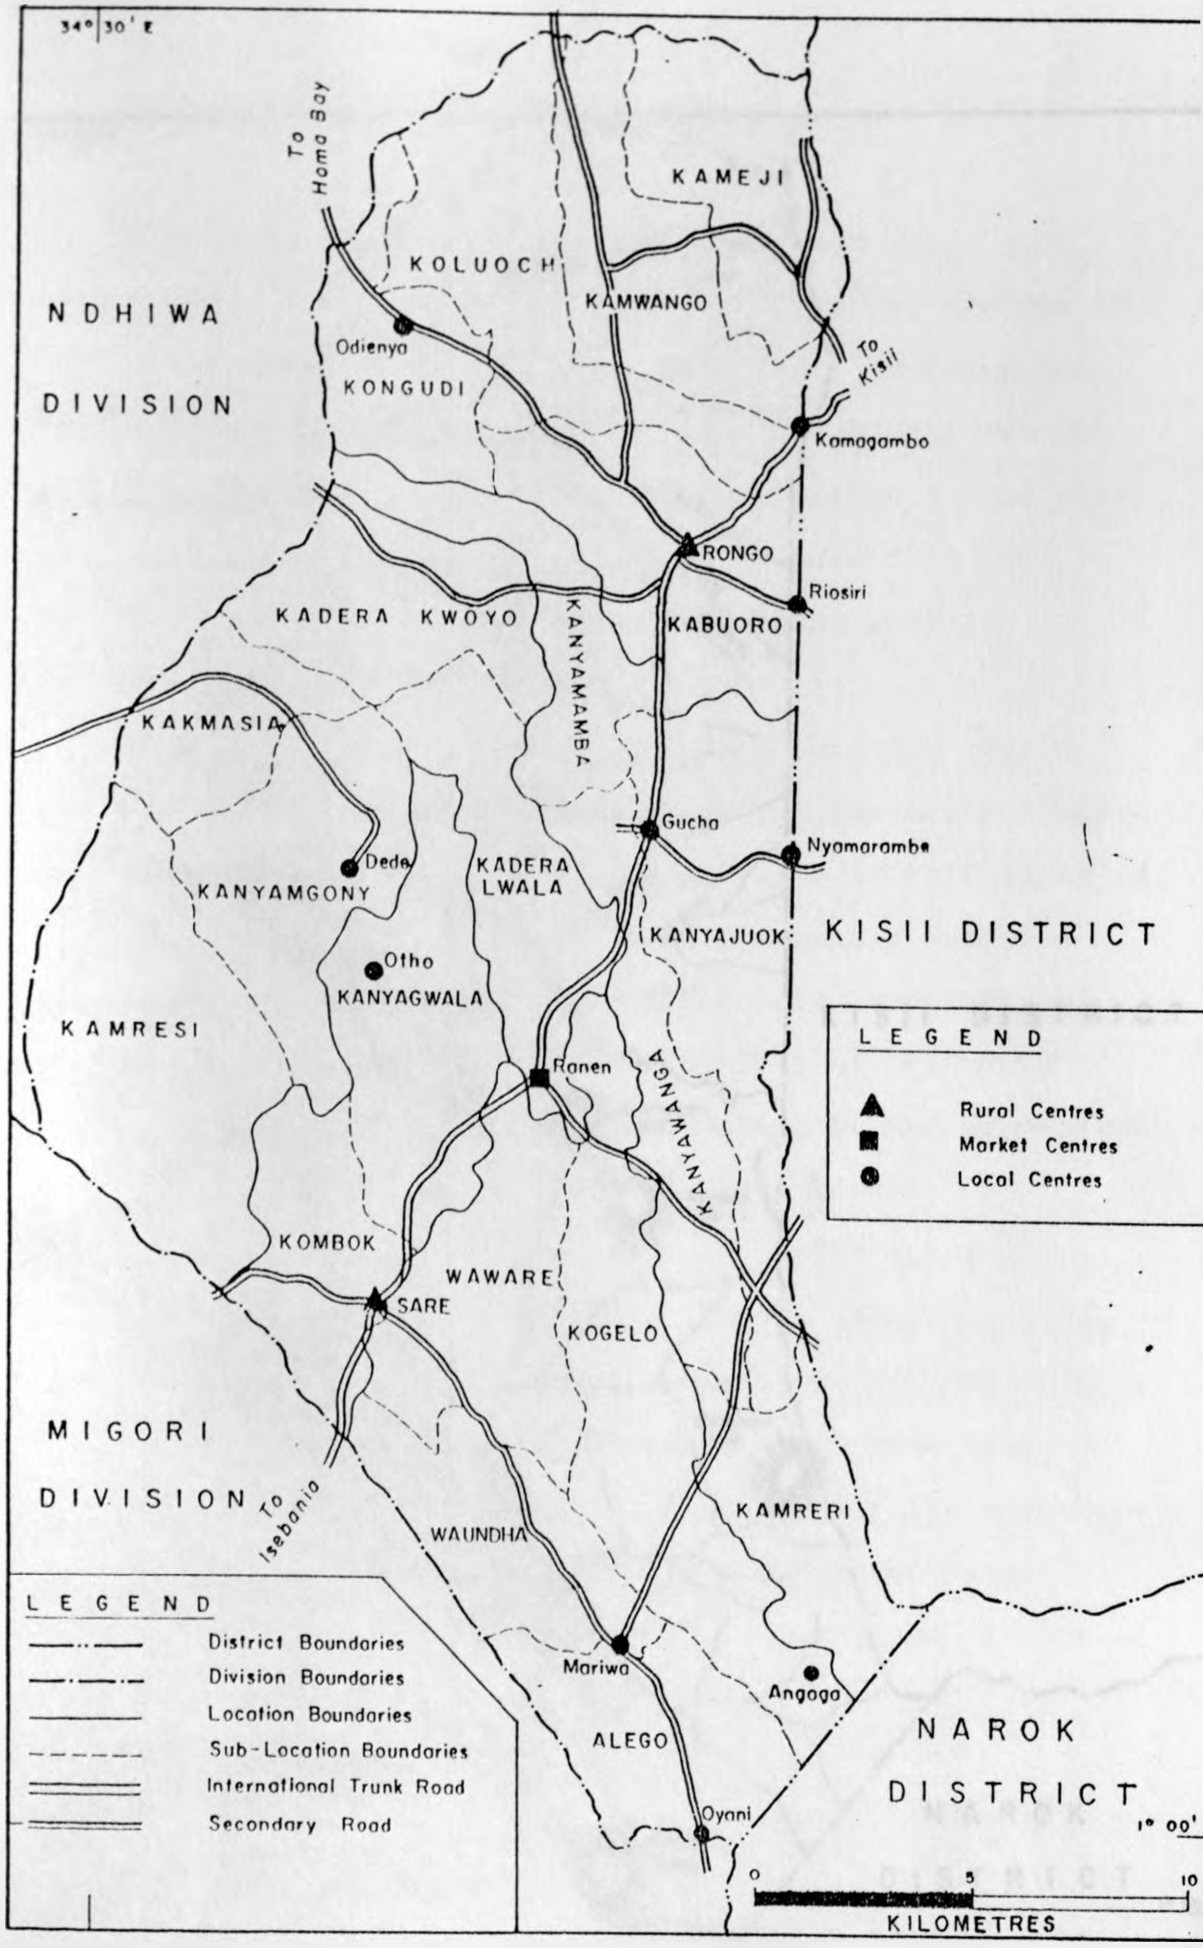 34° 30' E
To
Homa Bay
KAMEJI
KOLUOCH
KAMWANGO
NDHIWA
DIVISION
Odienya
KONGUDI
To
Kisii
Kamagambo
RONGO
Riosiri
KADERA KWOYO
KANYAMAMBA
KABUORO
KAKMASIA
Gucha
Nyamarambe
Dede
KADERA
LWALA
KANYAMGONY
KANYAJUOK
KISII DISTRICT
Otho
KANYAGWALA
KAMRESI
Ranen
KANYAWANGA
LEGEND
Rural Centres
Market Centres
Local Centres
KOMBOK
WAWARE
SARE
KOGELO
MIGORI
DIVISION
To
Isebania
KAMRERI
WAUNDHA
LEGEND
District Boundaries
Division Boundaries
Location Boundaries
Sub-Location Boundaries
International Trunk Road
Secondary Road
Mariwa
Angaga
ALEGO
NAROK
DISTRICT
Oyani
1° 00'
0 5 10
KILOMETRES